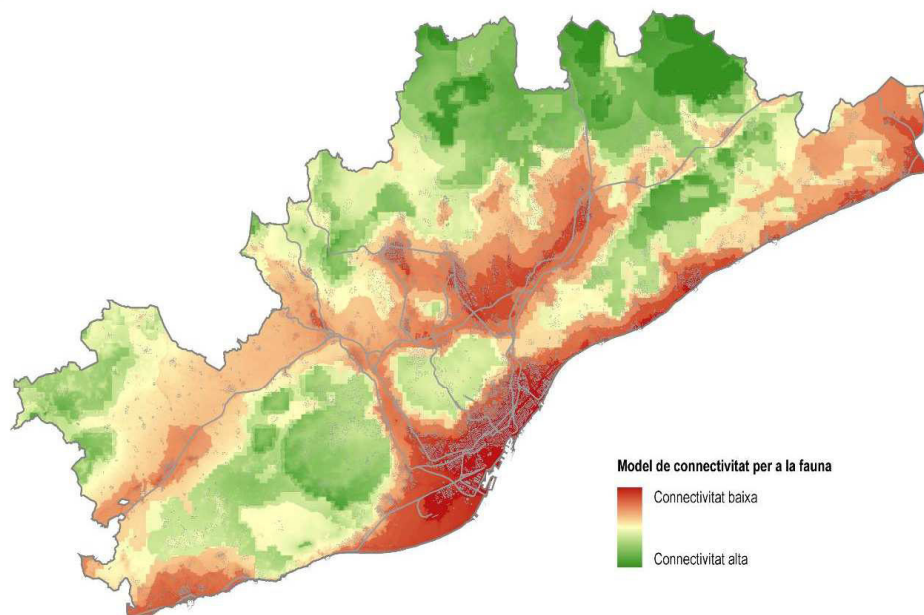 Model de connectivitat per a la fauna
Connectivitat baixa
Connectivitat alta